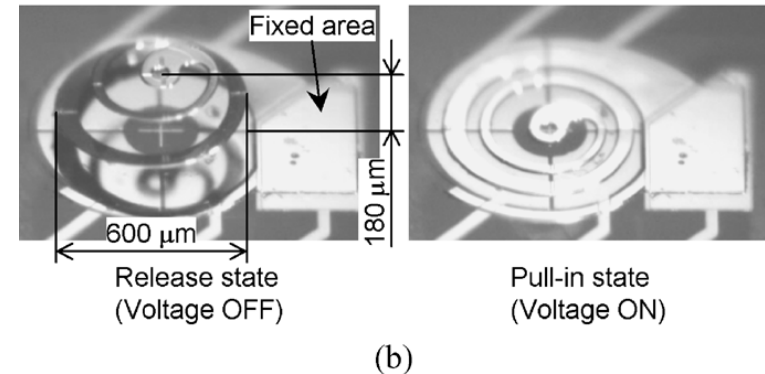 Fixed area
600 μm
180 μm
Release state
(Voltage OFF)
Pull-in state
(Voltage ON)
(b)